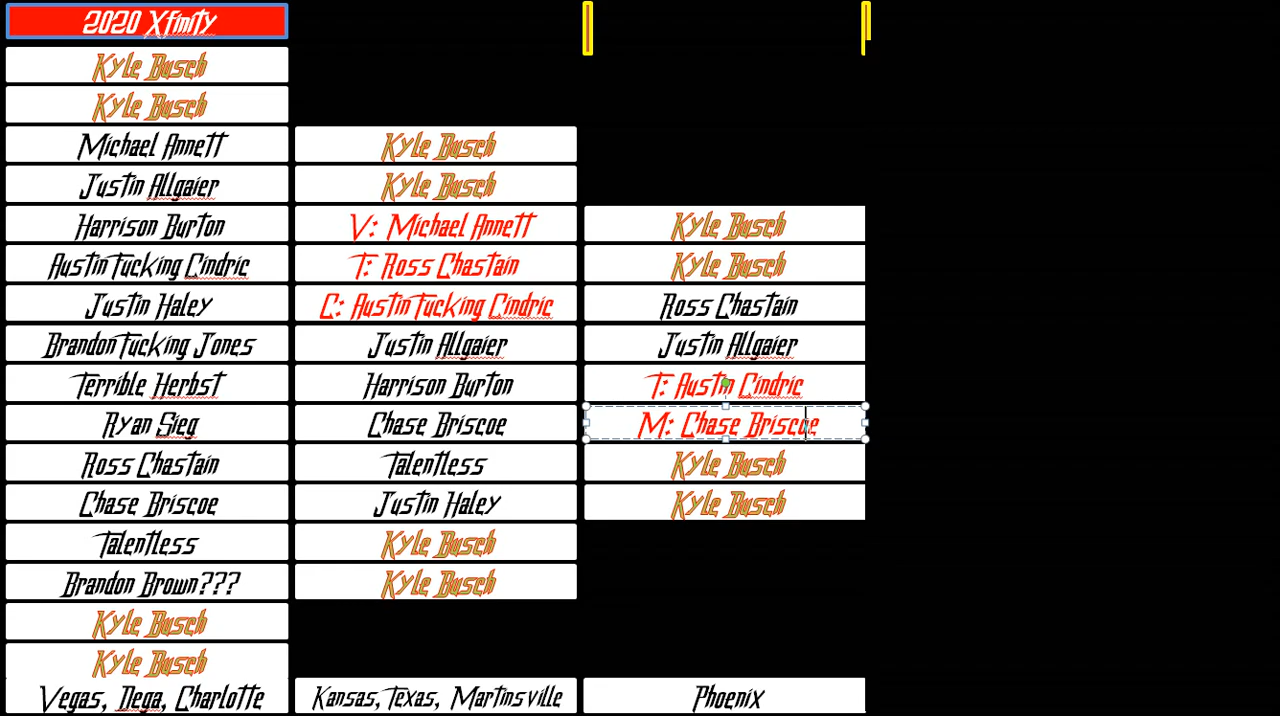 2020 Xfinity
Kyle Busch
Kyle Busch
Michael Annett
Justin Allgaier
Harrison Burton
Austin Fucking Cindric
Justin Haley
Brandon Fucking Jones
Terrible Herbst
Ryan Sieg
Ross Chastain
Chase Briscoe
Talentless
Brandon Brown???
Kyle Busch
Kyle Busch
Vegas, Dega, Charlotte
Kyle Busch
Kyle Busch
V: Michael Annett
T: Ross Chastain
C: Austin Fucking Cindric
Justin Allgaier
Harrison Burton
Chase Briscoe
Talentless
Justin Haley
Kyle Busch
Kyle Busch
Kansas, Texas, Martinsville
Kyle Busch
Kyle Busch
Ross Chastain
Justin Allgaier
T: Austin Cindric
M: Chase Briscoe
Kyle Busch
Kyle Busch
Phoenix